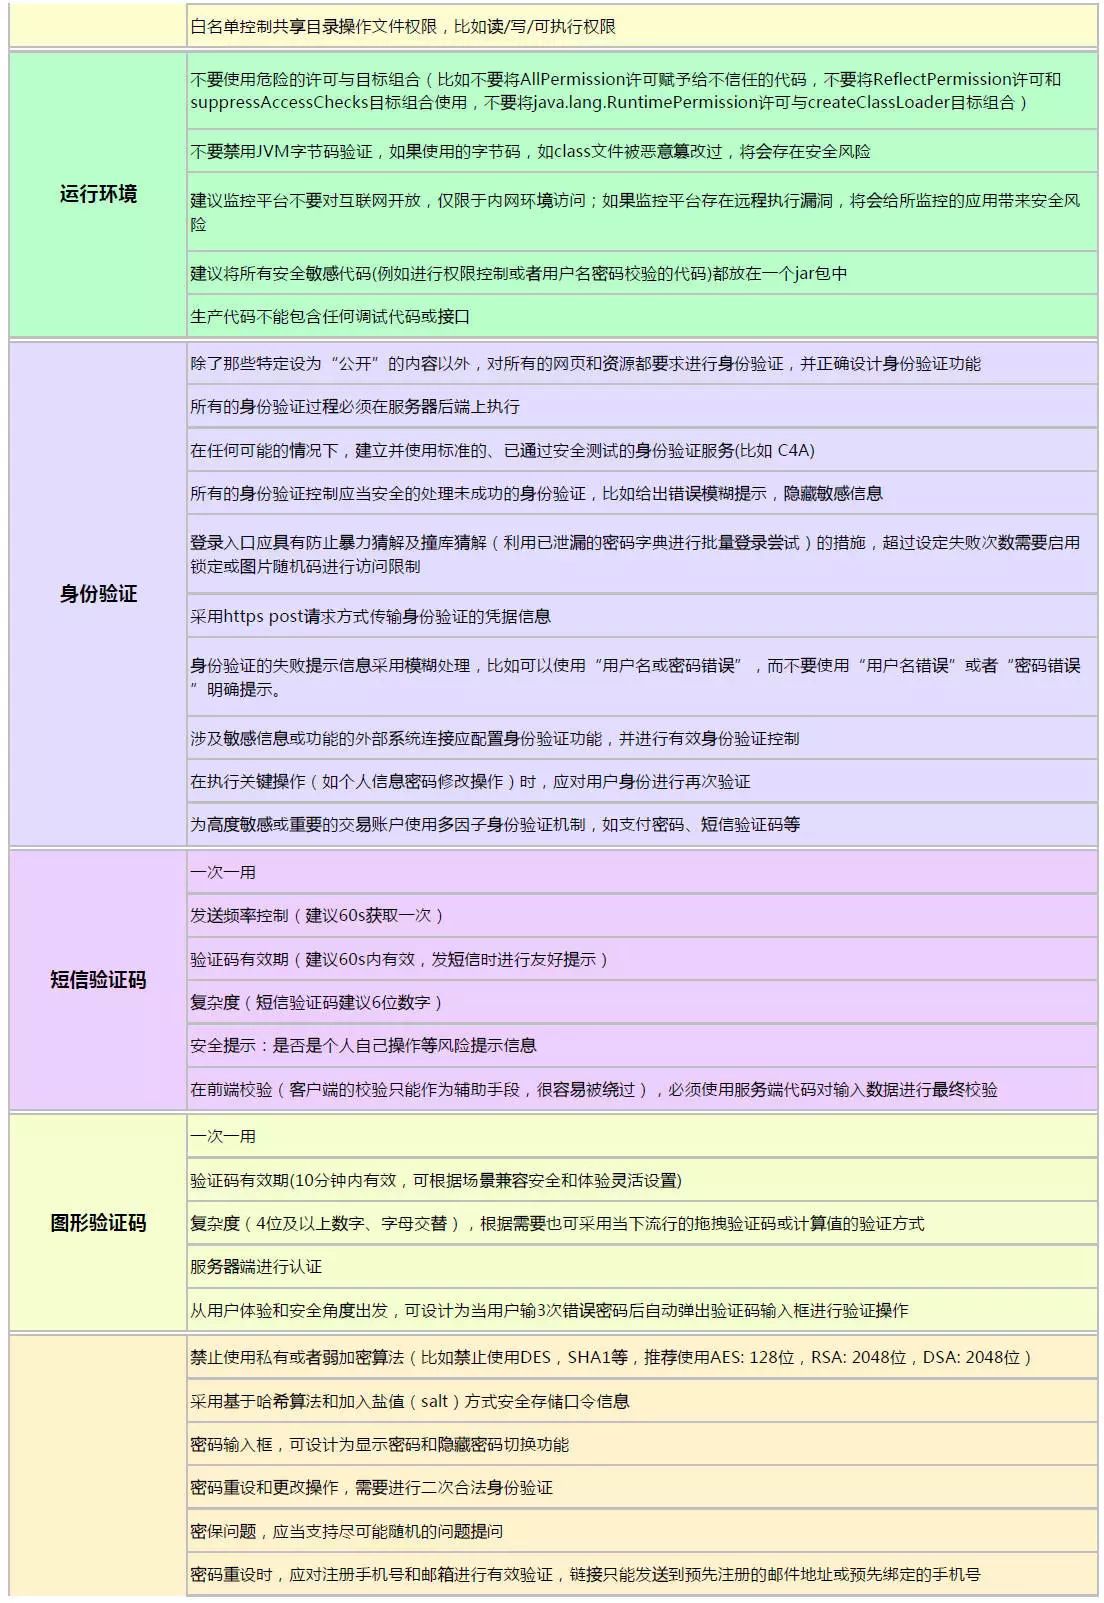 白名单控制共享目录操作文件权限，比如读/写/可执行权限
运行环境
不要使用危险的许可与目标组合（比如不要将AllPermission许可赋予给不信任的代码，不要将ReflectPermission许可和
suppressAccessChecks目标组合使用，不要将java.lang.RuntimePermission许可与createClassLoader目标组合）
不要禁用JVM字节码验证，如果使用的字节码，如class文件被恶意篡改过，将会存在安全风险
建议监控平台不要对互联网开放，仅限于内网环境访问；如果监控平台存在远程执行漏洞，将会给所监控的应用带来安全风
险
建议将所有安全敏感代码(例如进行权限控制或者用户名密码校验的代码)都放在一个jar包中
生产代码不能包含任何调试代码或接口
身份验证
除了那些特定设为“公开”的内容以外，对所有的网页和资源都要求进行身份验证，并正确设计身份验证功能
所有的身份验证过程必须在服务器后端上执行
在任何可能的情况下，建立并使用标准的、已通过安全测试的身份验证服务(比如 C4A)
所有的身份验证控制应当安全的处理未成功的身份验证，比如给出错误模糊提示，隐藏敏感信息
登录入口应具有防止暴力猜解及撞库猜解（利用已泄漏的密码字典进行批量登录尝试）的措施，超过设定失败次数需要启用
锁定或图片随机码进行访问限制
采用https post请求方式传输身份验证的凭据信息
身份验证的失败提示信息采用模糊处理，比如可以使用“用户名或密码错误”，而不要使用“用户名错误”或者“密码错误
”明确提示。
涉及敏感信息或功能的外部系统连接应配置身份验证功能，并进行有效身份验证控制
在执行关键操作（如个人信息密码修改操作）时，应对用户身份进行再次验证
为高度敏感或重要的交易账户使用多因子身份验证机制，如支付密码、短信验证码等
短信验证码
一次一用
发送频率控制（建议60s获取一次）
验证码有效期（建议60s内有效，发短信时进行友好提示）
复杂度（短信验证码建议6位数字）
安全提示：是否是个人自己操作等风险提示信息
在前端校验（客户端的校验只能作为辅助手段，很容易被绕过），必须使用服务端代码对输入数据进行最终校验
图形验证码
一次一用
验证码有效期(10分钟内有效，可根据场景兼容安全和体验灵活设置)
复杂度（4位及以上数字、字母交替），根据需要也可采用当下流行的拖拽验证码或计算值的验证方式
服务器端进行认证
从用户体验和安全角度出发，可设计为当用户输3次错误密码后自动弹出验证码输入框进行验证操作
禁止使用私有或者弱加密算法（比如禁止使用DES，SHA1等，推荐使用AES: 128位，RSA: 2048位，DSA: 2048位）
采用基于哈希算法和加入盐值（salt）方式安全存储口令信息
密码输入框，可设计为显示密码和隐藏密码切换功能
密码重设和更改操作，需要进行二次合法身份验证
密保问题，应当支持尽可能随机的问题提问
密码重设时，应对注册手机号和邮箱进行有效验证，链接只能发送到预先注册的邮件地址或预先绑定的手机号